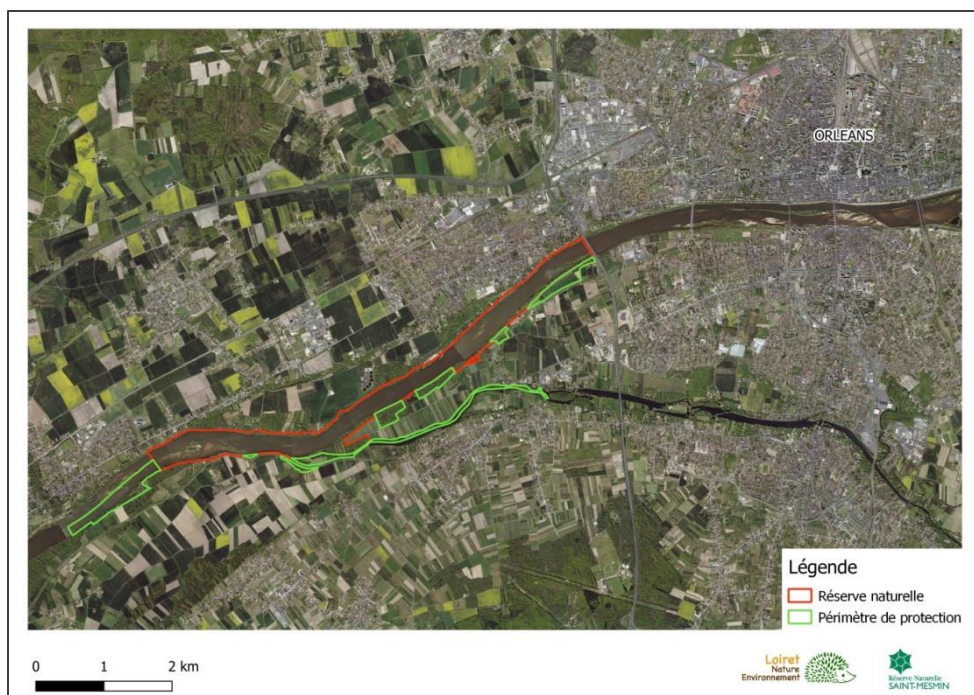 ORLEANS
Légende
Réserve naturelle
Périmètre de protection
0 1 2 km
Loiret
Nature
Environnement
Réserve Naturelle
SAINT-MESMIN